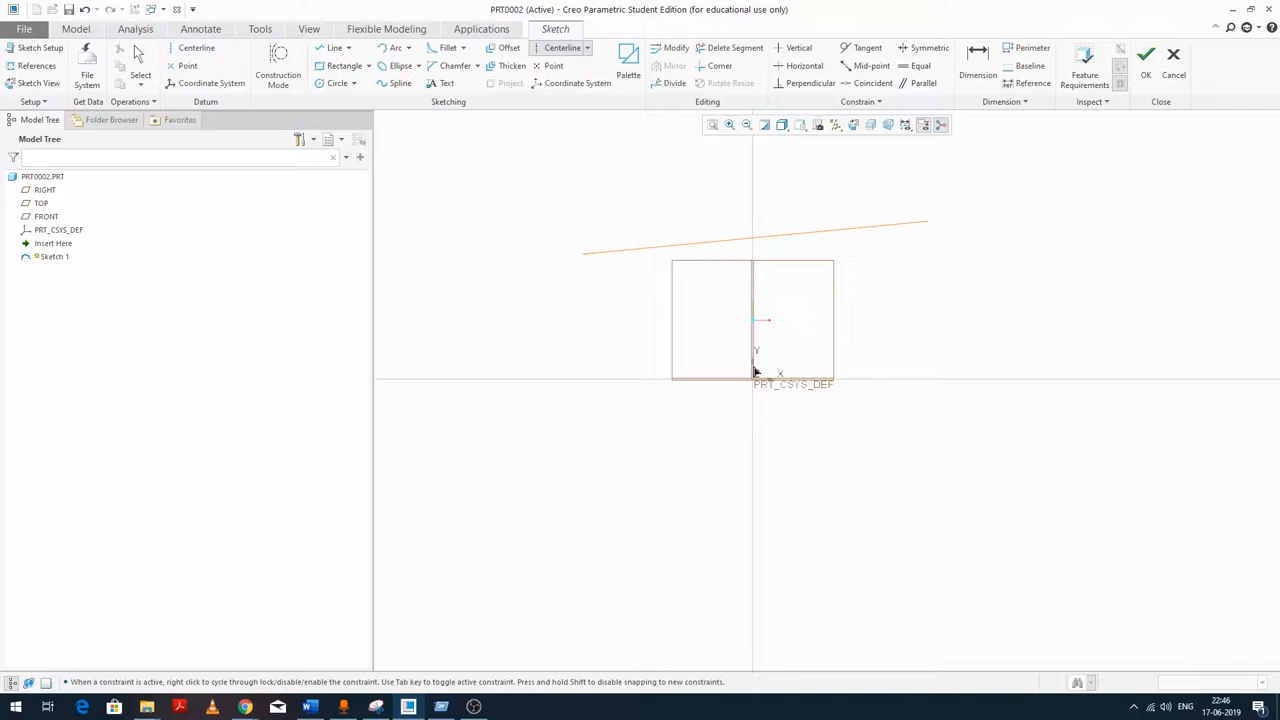 PRT0002 (Active) - Creo Parametric Student Edition (for educational use only)
File Model Analysis Annotate Tools View Flexible Modeling Applications Sketch
Sketch Setup
References
Sketch View
Setup
File System
Get Data
Select
Operations
Centerline
Point
Coordinate System
Datum
Construction Mode
Line Arc Fillet Offset Centerline
Rectangle Ellipse Chamfer Thicken Point
Circle Spline Text Project Coordinate System
Sketching
Palette
Modify Delete Segment
Mirror Corner
Divide Rotate Resize
Editing
Vertical Tangent Symmetric
Horizontal Mid-point Equal
Perpendicular Coincident Parallel
Constrain
Dimension
Perimeter
Baseline
Reference
Dimension
Feature Requirements
Inspect
OK
Cancel
Close
Model Tree Folder Browser Favorites
Model Tree
PRT0002.PRT
RIGHT
TOP
FRONT
PRT_CSYS_DEF
Insert Here
Sketch 1
Y
X
PRT_CSYS_DEF
When a constraint is active, right click to cycle through lock/disable/enable the constraint. Use Tab key to toggle active constraint. Press and hold Shift to disable snapping to new constraints.
ENG
22:46
17-06-2019